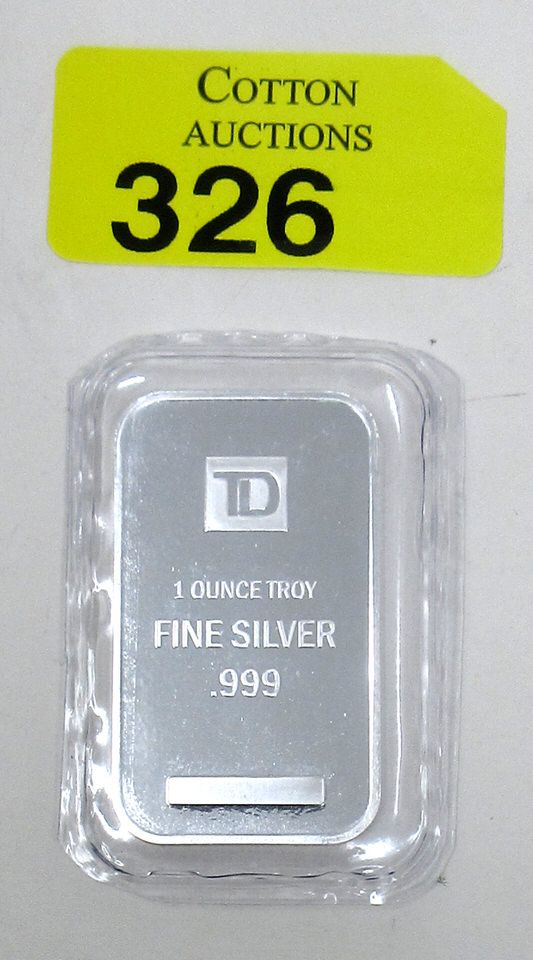 COTTON
AUCTIONS
326
TD
1 OUNCE TROY
FINE SILVER
.999